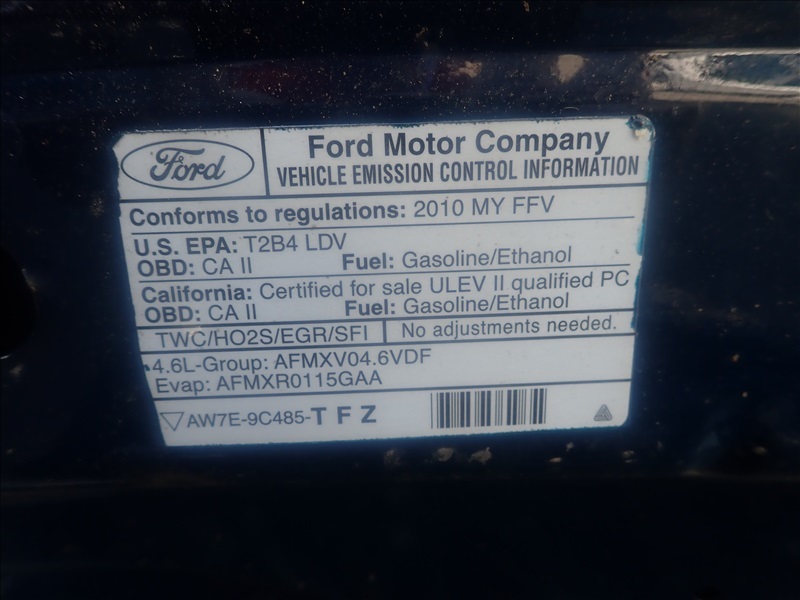 Ford
Ford Motor Company
VEHICLE EMISSION CONTROL INFORMATION
Conforms to regulations: 2010 MY FFV
U.S. EPA: T2B4 LDV
OBD: CA II Fuel: Gasoline/Ethanol
California: Certified for sale ULEV II qualified PC
OBD: CA II Fuel: Gasoline/Ethanol
TWC/HO2S/EGR/SFI No adjustments needed.
4.6L-Group: AFMXV04.6VDF
Evap: AFMXR0115GAA
AW7E-9C485-TFZ